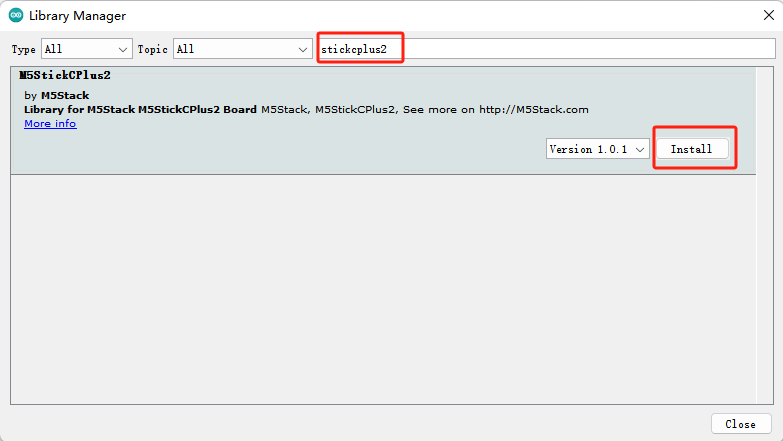 Library Manager
Type All Topic All stickcplus2
M5StickCPlus2
by M5Stack
Library for M5Stack M5StickCPlus2 Board M5Stack, M5StickCPlus2, See more on http://M5Stack.com
More info
Version 1.0.1 Install
Close